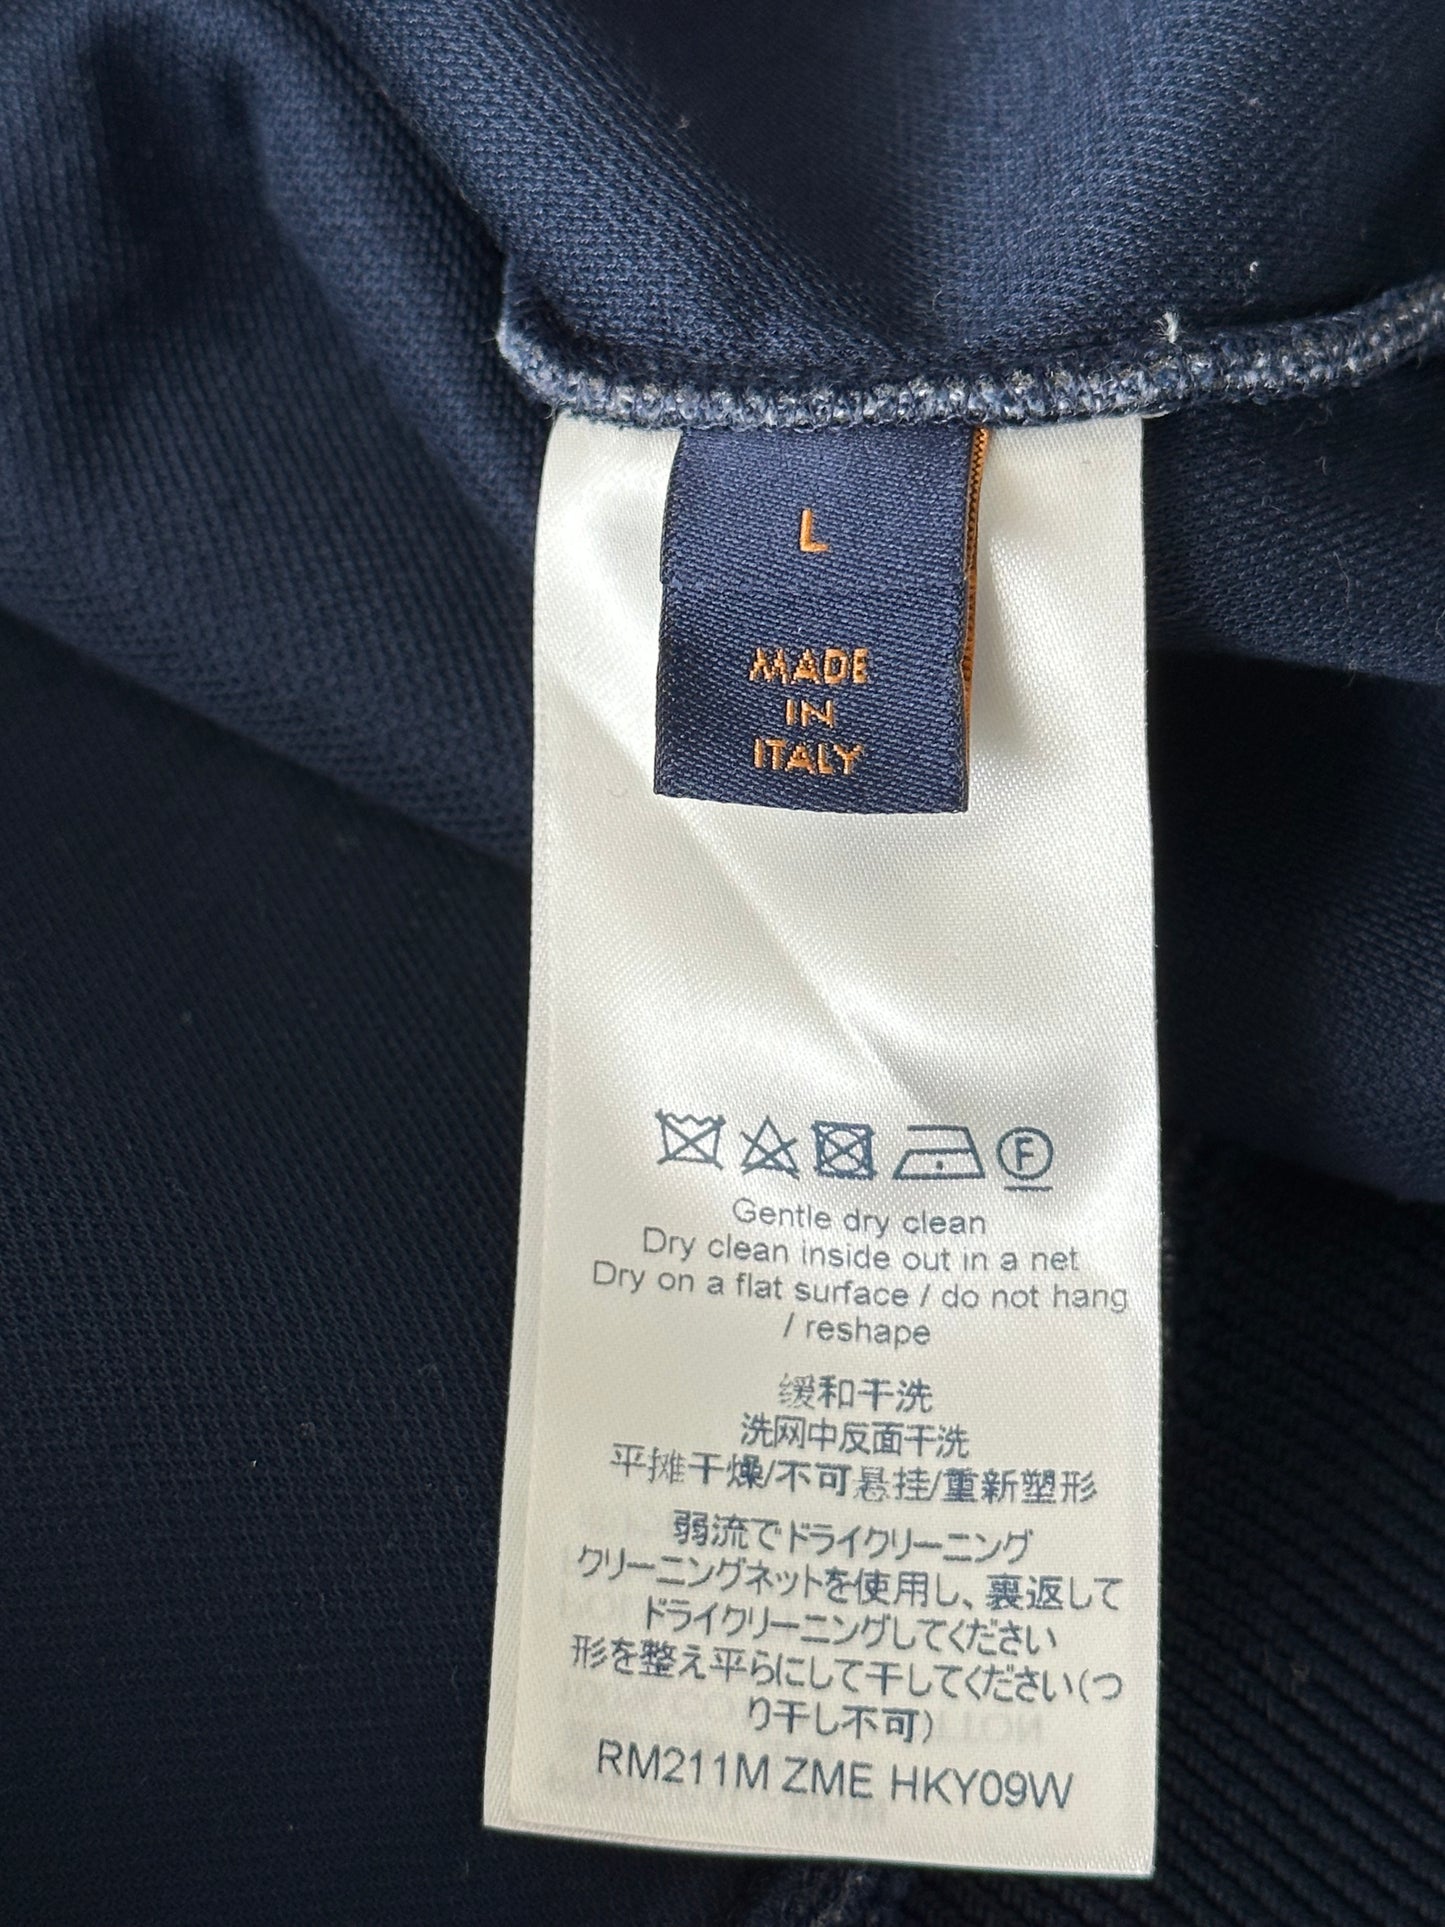 L
MADE
IN
ITALY
F
Gentle dry clean
Dry clean inside out in a net
Dry on a flat surface / do not hang
/ reshape
缓和干洗
洗网中反面干洗
平摊干燥/不可悬挂/重新塑形
弱流でドライクリーニング
クリーニングネットを使用し、裏返して
ドライクリーニングしてください
形を整え平らにして干してください(つ
り干し不可)
RM211M ZME HKY09W